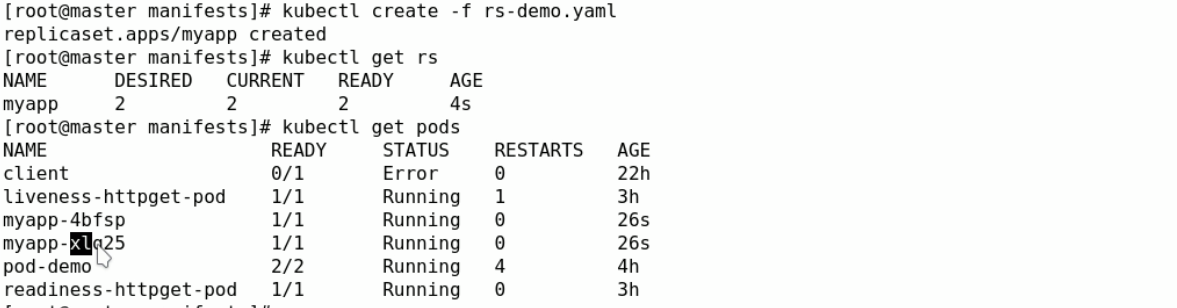 [root@master manifests]# kubectl create -f rs-demo.yaml
replicaset.apps/myapp created
[root@master manifests]# kubectl get rs
NAME      DESIRED   CURRENT   READY     AGE
myapp     2         2         2         4s
[root@master manifests]# kubectl get pods
NAME                     READY     STATUS    RESTARTS   AGE
client                   0/1       Error     0          22h
liveness-httpget-pod     1/1       Running   1          3h
myapp-4bfsp              1/1       Running   0          26s
1/1       Running   0          26s
pod-demo                 2/2       Running   4          4h
readiness-httpget-pod    1/1       Running   0          3h